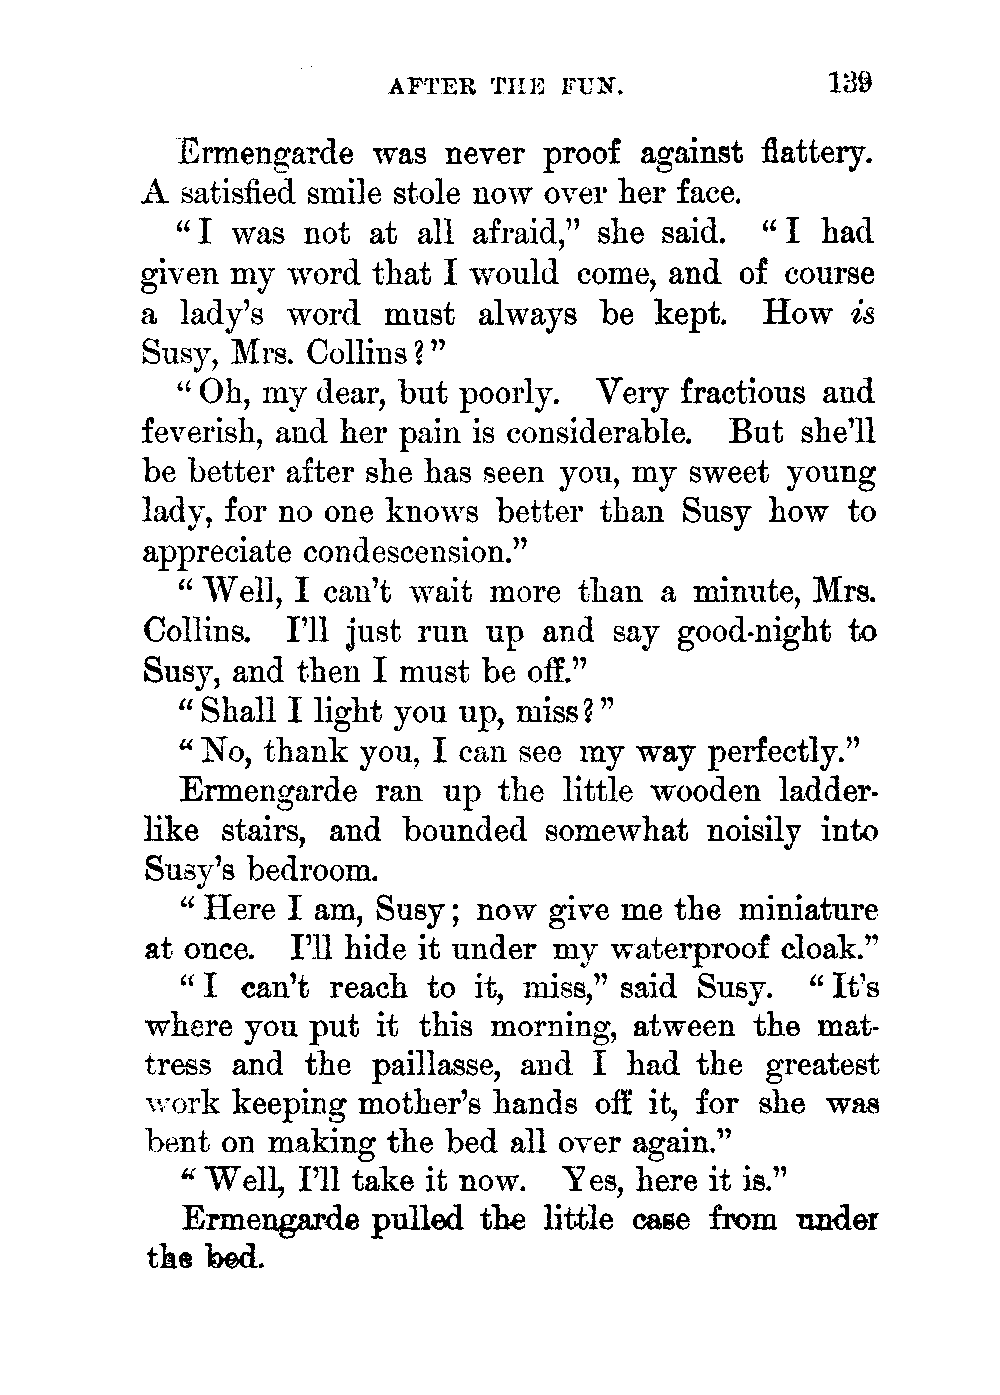 AFTER THE FUN. 139
Ermengarde was never proof against flattery.
A satisfied smile stole now over her face.
“I was not at all afraid,” she said. “I had
given my word that I would come, and of course
a lady’s word must always be kept. How is
Susy, Mrs. Collins?”
“Oh, my dear, but poorly. Very fractious and
feverish, and her pain is considerable. But she’ll
be better after she has seen you, my sweet young
lady, for no one knows better than Susy how to
appreciate condescension.”
“Well, I can’t wait more than a minute, Mrs.
Collins. I’ll just run up and say good-night to
Susy, and then I must be off.”
“Shall I light you up, miss?”
“No, thank you, I can see my way perfectly.”
Ermengarde ran up the little wooden ladder-
like stairs, and bounded somewhat noisily into
Susy’s bedroom.
“Here I am, Susy; now give me the miniature
at once. I’ll hide it under my waterproof cloak.”
“I can’t reach to it, miss,” said Susy. “It’s
where you put it this morning, atween the mat-
tress and the paillasse, and I had the greatest
work keeping mother’s hands off it, for she was
bent on making the bed all over again.”
“Well, I’ll take it now. Yes, here it is.”
Ermengarde pulled the little case from under
the bed.